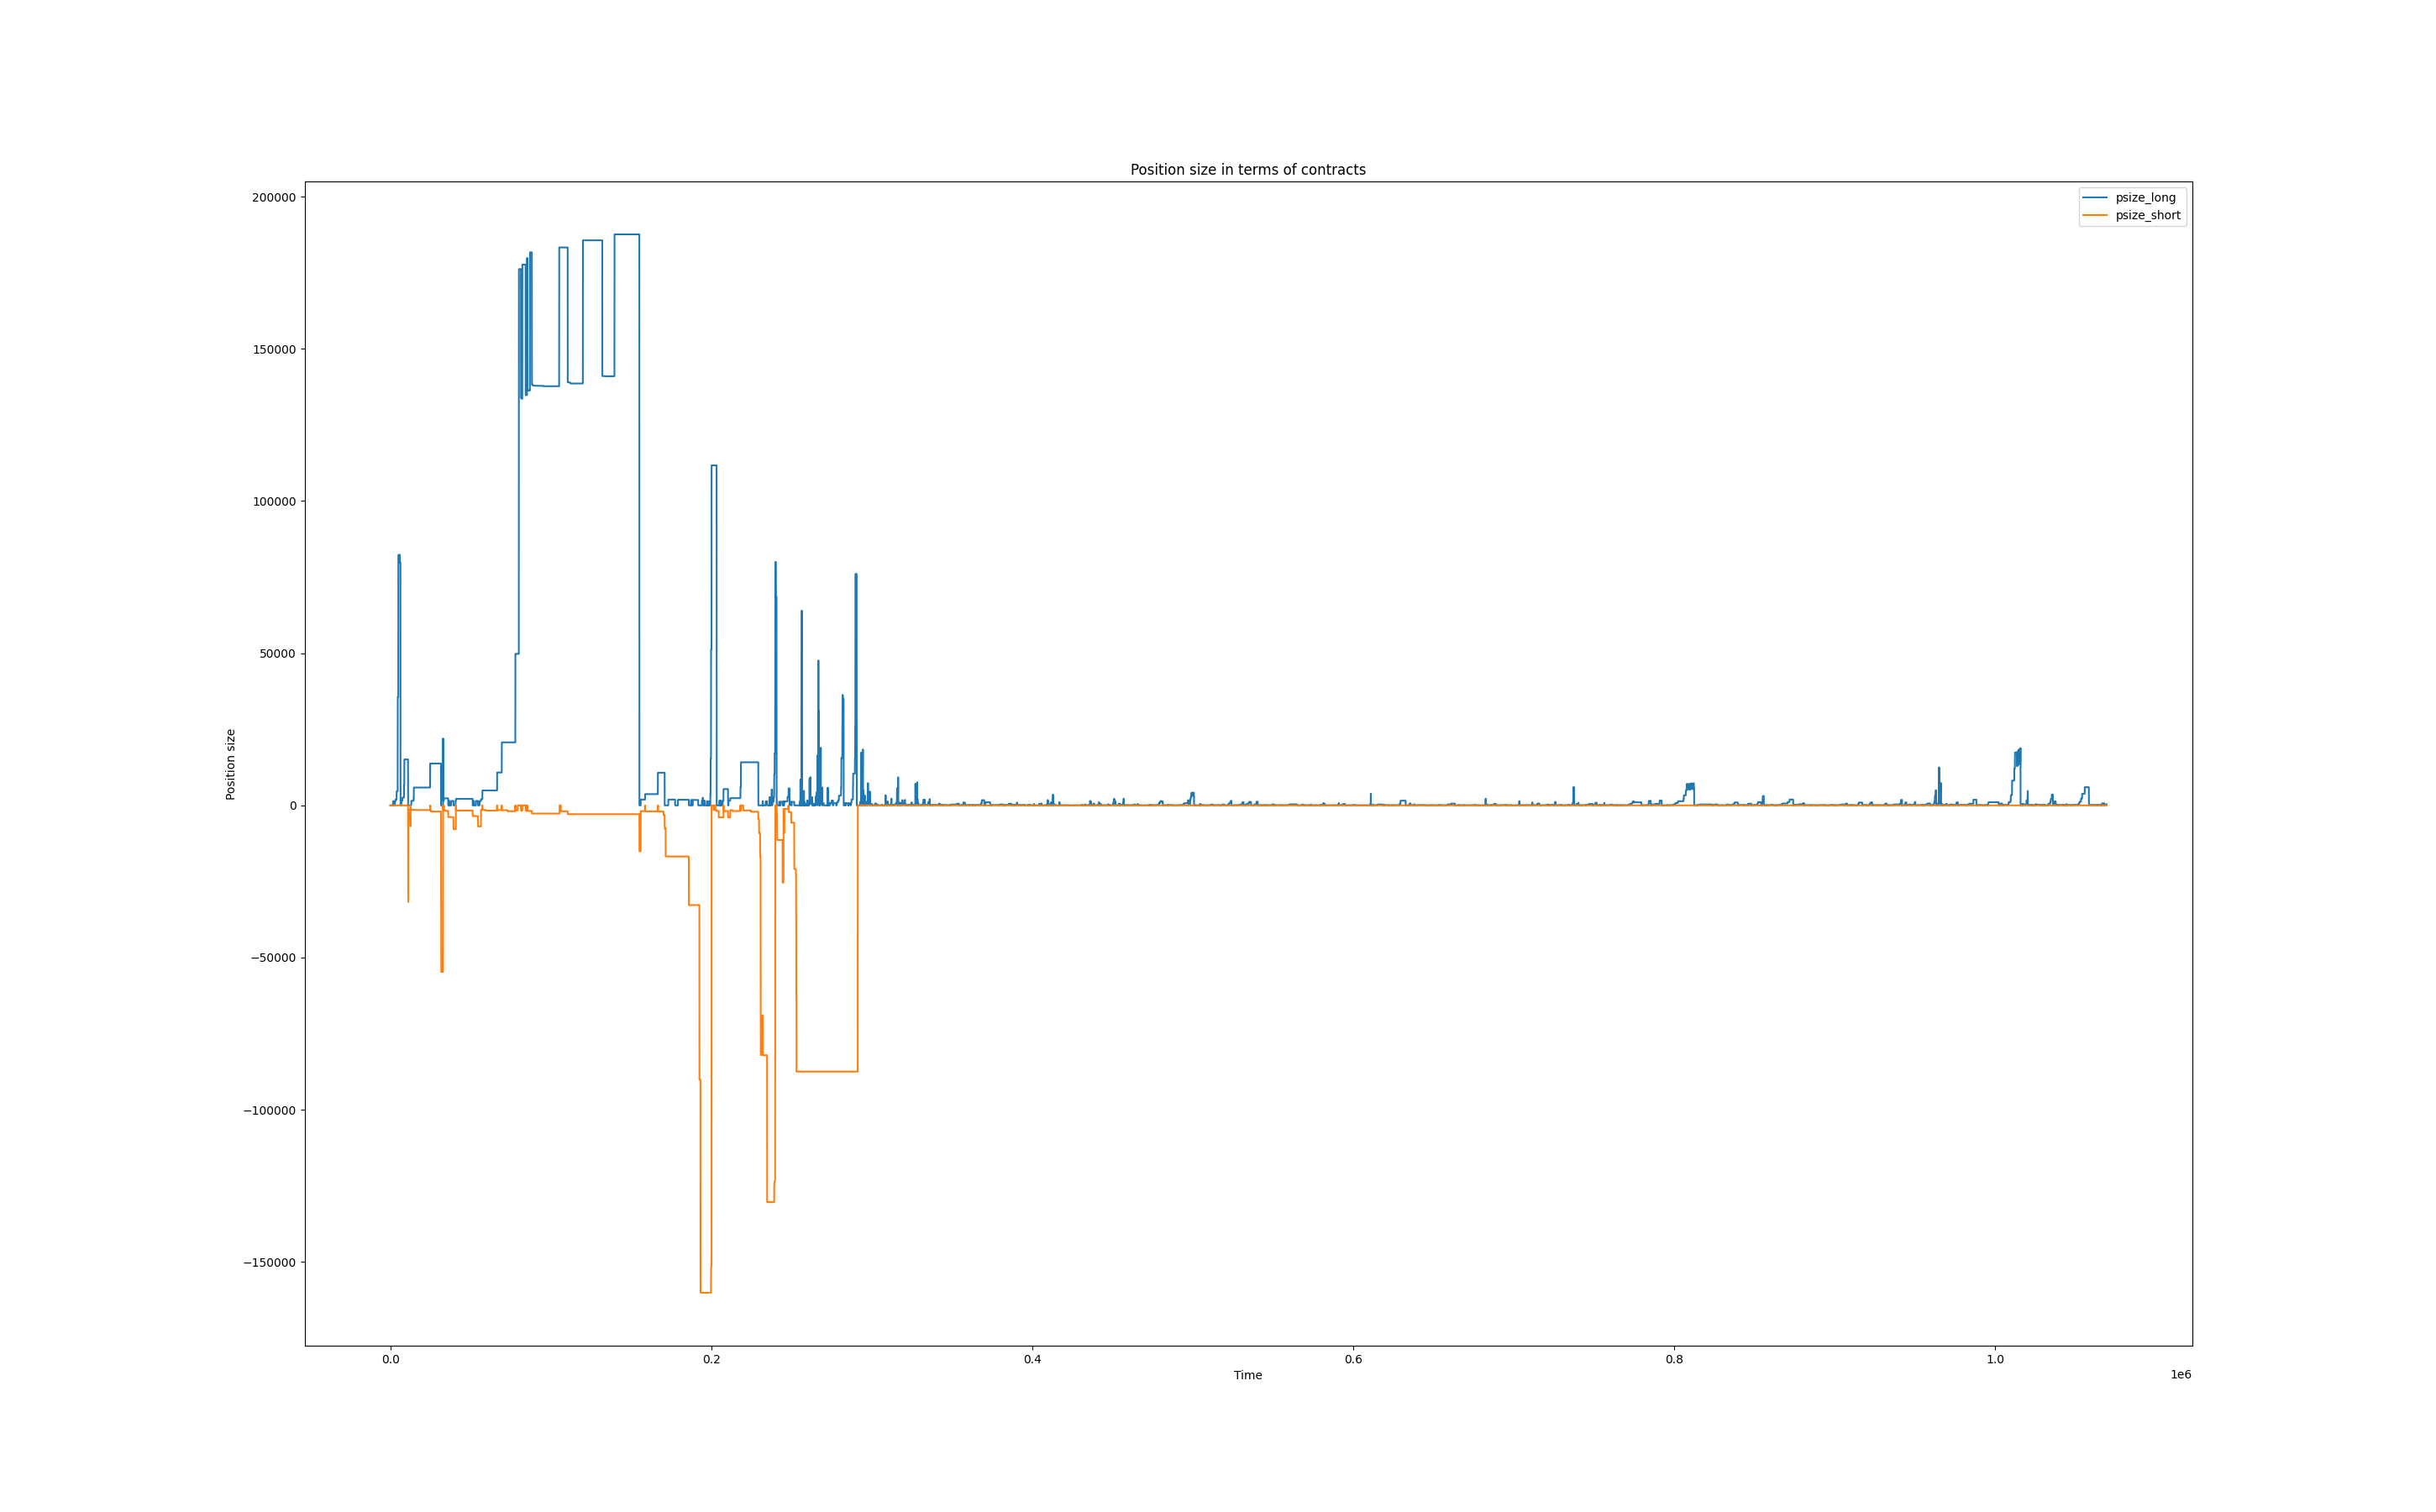 Position size in terms of contracts
psize_long
psize_short
200000
150000
100000
50000
0
−50000
−100000
−150000
Position size
0.0 0.2 0.4 0.6 0.8 1.0
1e6
Time